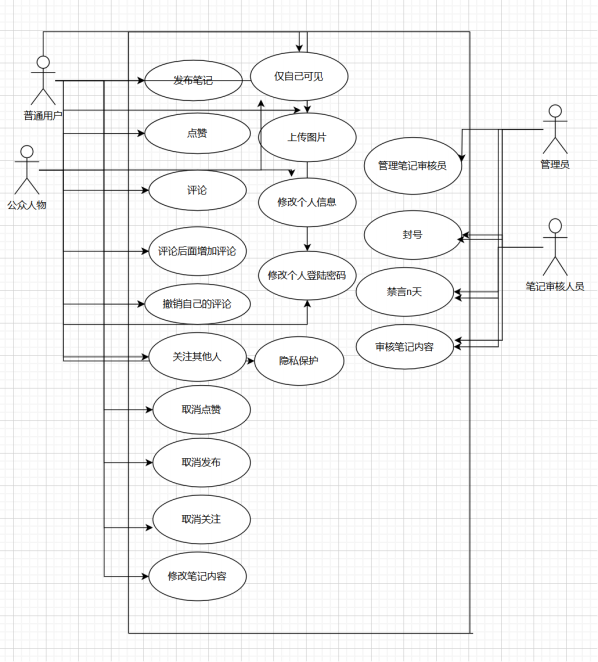 普通用户
公众人物
发布笔记
点赞
评论
评论后面增加评论
撤销自己的评论
关注其他人
取消点赞
取消发布
取消关注
修改笔记内容
仅自己可见
上传图片
修改个人信息
修改个人登陆密码
隐私保护
管理笔记审核员
封号
禁言n天
审核笔记内容
管理员
笔记审核人员